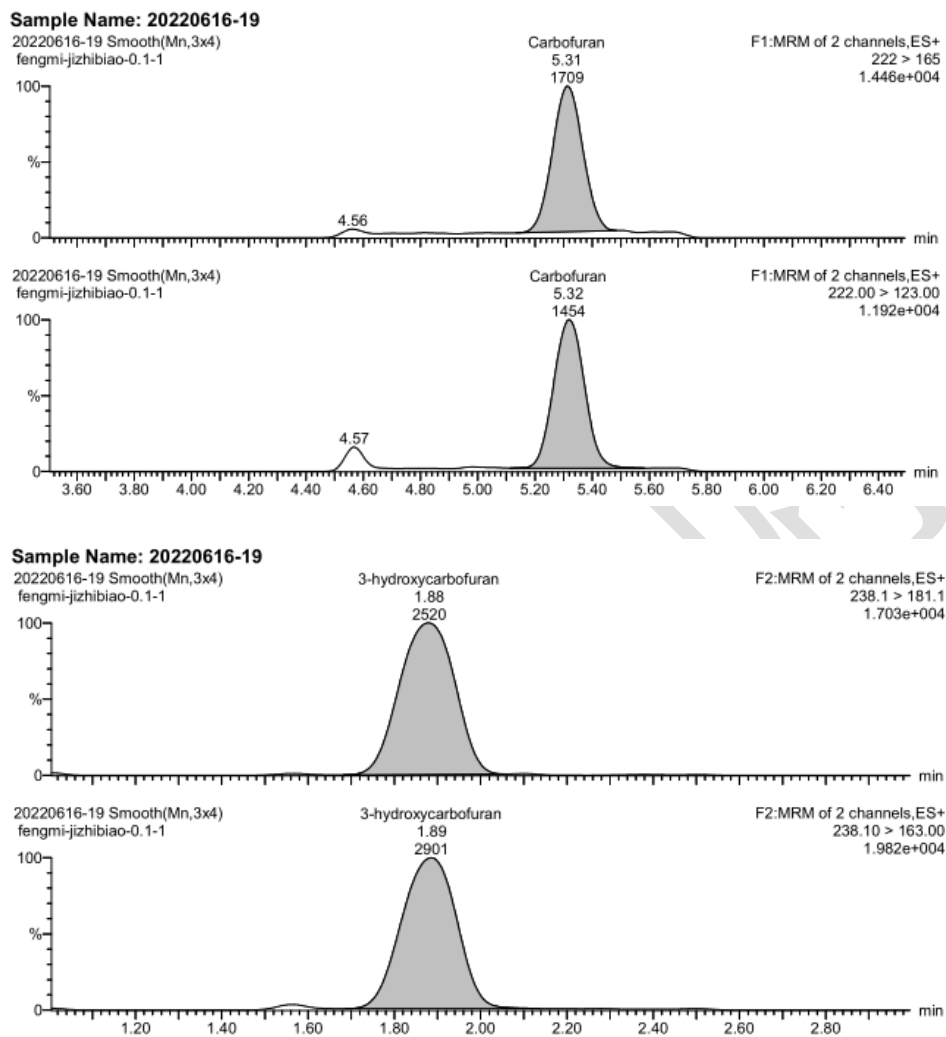 Sample Name: 20220616-19
20220616-19 Smooth(Mn,3x4)
fengmi-jizhibiao-0.1-1
Carbofuran
5.31
1709
F1:MRM of 2 channels,ES+
222 > 165
1.446e+004
100
%
0
4.56
min
20220616-19 Smooth(Mn,3x4)
fengmi-jizhibiao-0.1-1
Carbofuran
5.32
1454
F1:MRM of 2 channels,ES+
222.00 > 123.00
1.192e+004
100
%
0
4.57
min
3.60 3.80 4.00 4.20 4.40 4.60 4.80 5.00 5.20 5.40 5.60 5.80 6.00 6.20 6.40
Sample Name: 20220616-19
20220616-19 Smooth(Mn,3x4)
fengmi-jizhibiao-0.1-1
3-hydroxycarbofuran
1.88
2520
F2:MRM of 2 channels,ES+
238.1 > 181.1
1.703e+004
100
%
0
min
20220616-19 Smooth(Mn,3x4)
fengmi-jizhibiao-0.1-1
3-hydroxycarbofuran
1.89
2901
F2:MRM of 2 channels,ES+
238.10 > 163.00
1.982e+004
100
%
0
min
1.20 1.40 1.60 1.80 2.00 2.20 2.40 2.60 2.80